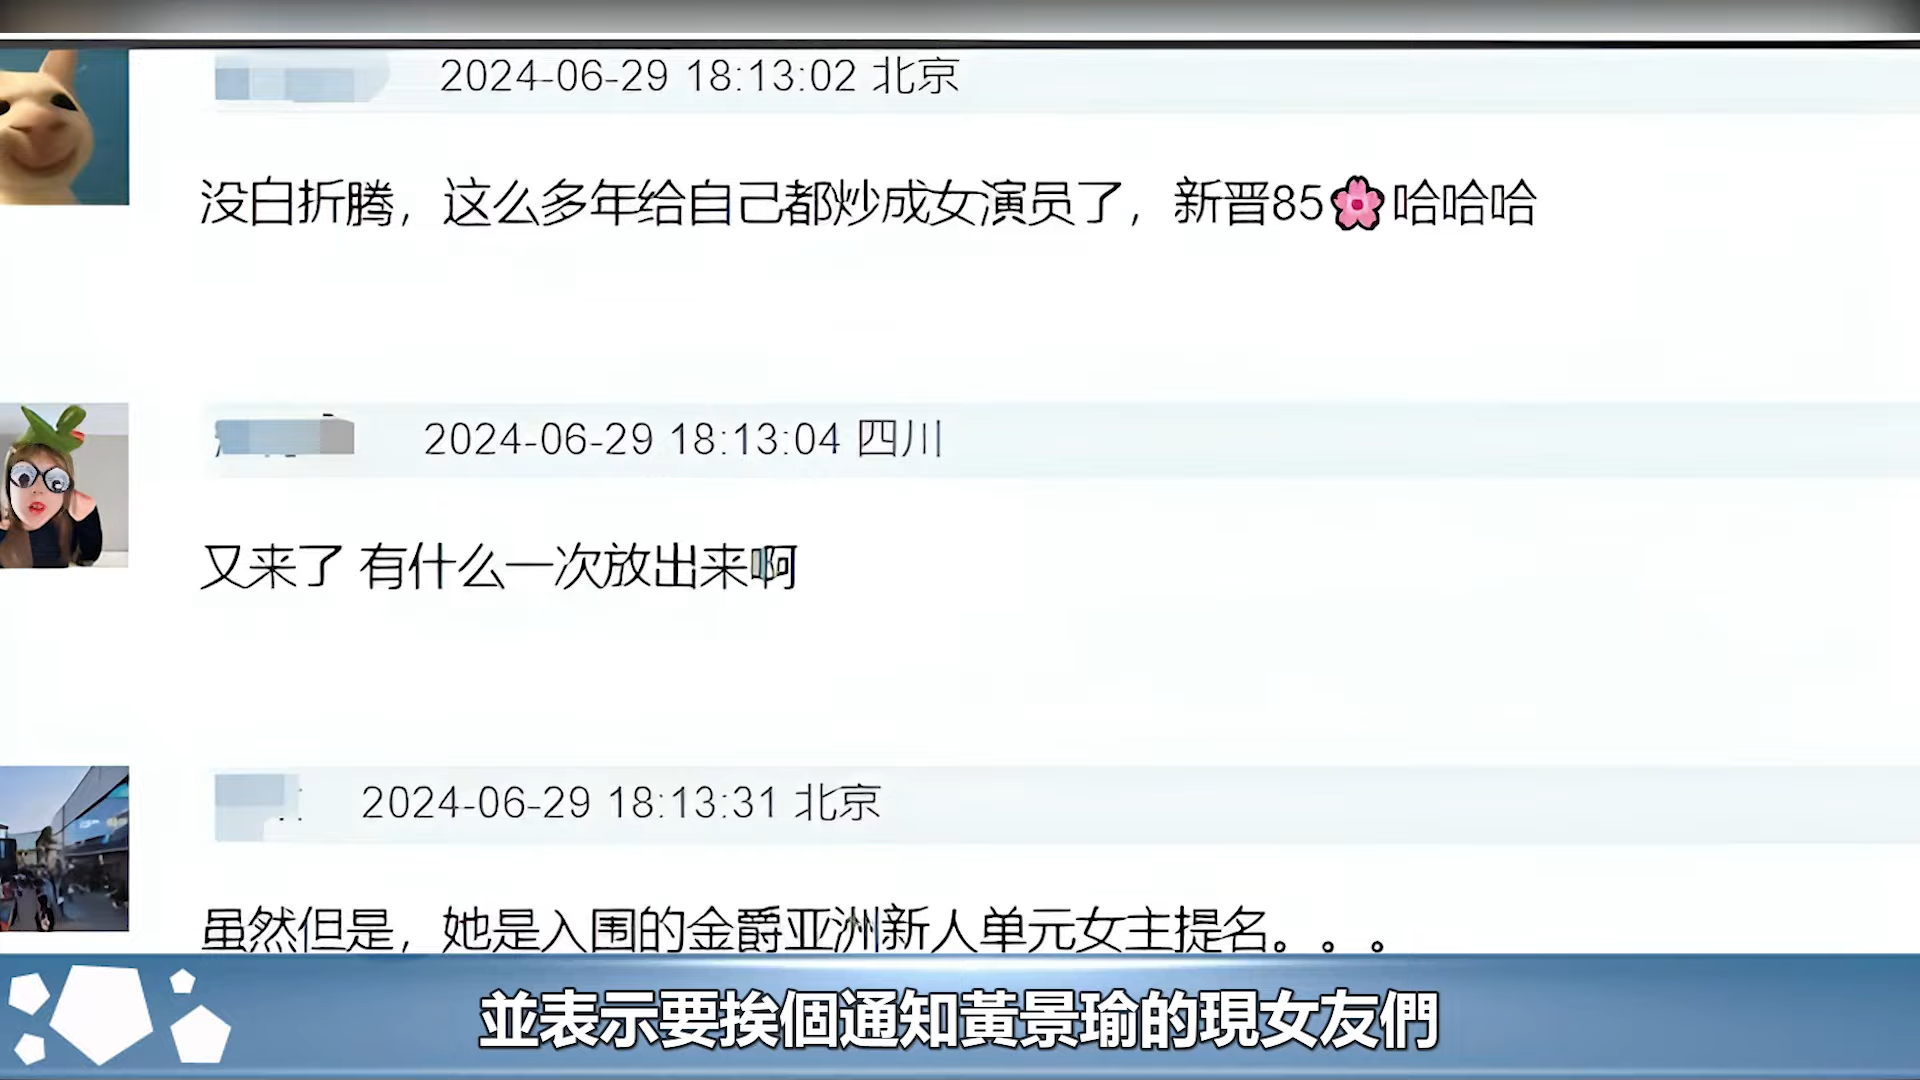 2024-06-29 18:13:02 北京
没白折腾，这么多年给自己都炒成女演员了，新晋85🌸哈哈哈
2024-06-29 18:13:04 四川
又来了 有什么一次放出来啊
2024-06-29 18:13:31 北京
虽然但是，她是入围的金爵亚洲新人单元女主提名。。。
並表示要挨個通知黃景瑜的現女友們